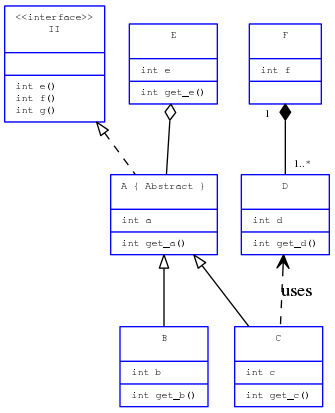 <<interface>>
II
int e()
int f()
int g()
E
int e
int get_e()
F
int f
1
1..*
A { Abstract }
int a
int get_a()
D
int d
int get_d()
uses
B
int b
int get_b()
C
int c
int get_c()